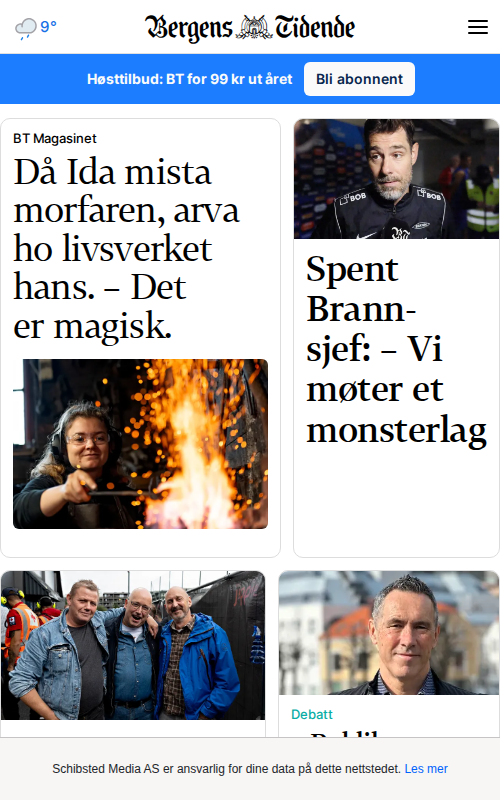 9°
Bergens Tidende
Høsttilbud: BT for 99 kr ut året
Bli abonnent
BT Magasinet
Då Ida mista
morfaren, arva
ho livsverket
hans. – Det
er magisk.
BOB
BOB
Spent
Brann-
sjef: – Vi
møter et
monsterlag
Debatt
Schibsted Media AS er ansvarlig for dine data på dette nettstedet. Les mer